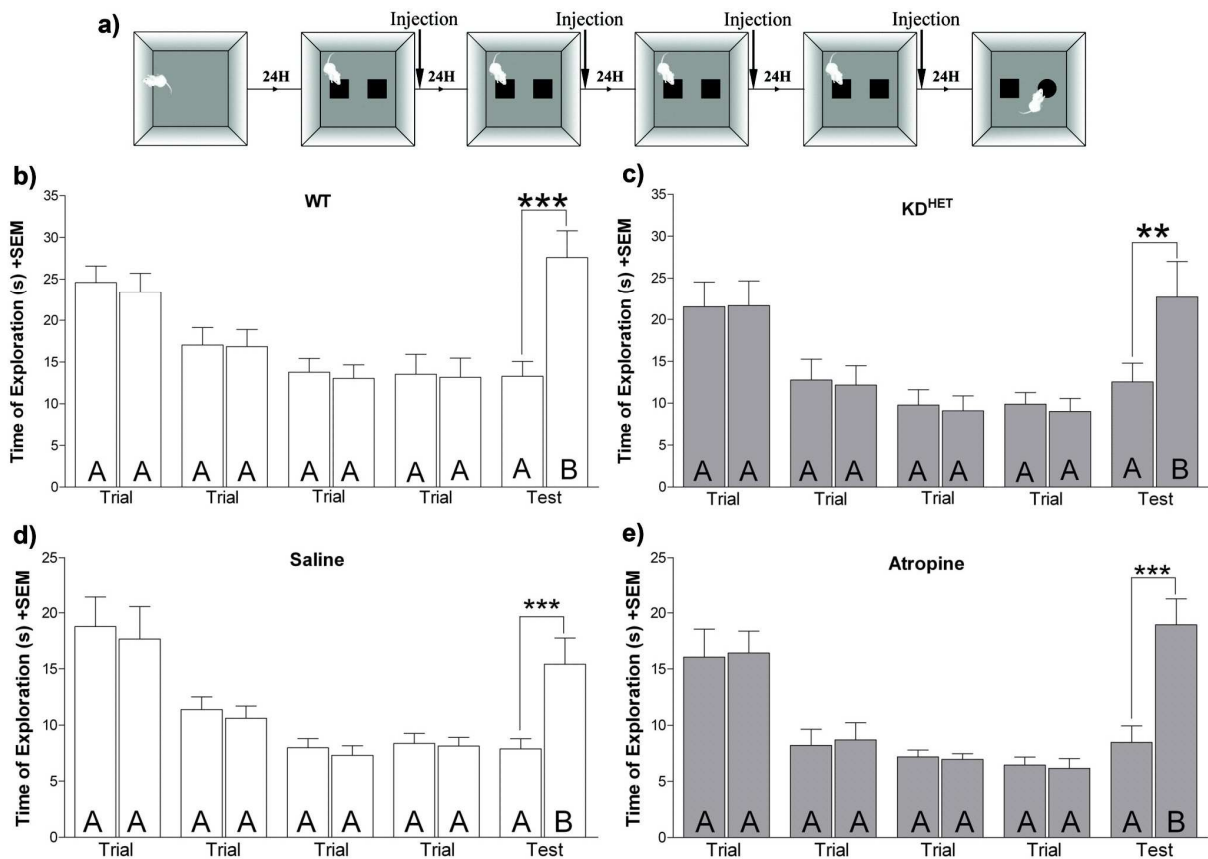 a)
Injection Injection Injection Injection
24H 24H 24H 24H 24H
b)
WT
***
Time of Exploration (s) +SEM
35
30
25
20
15
10
5
0
A A A A A A A A A B
Trial Trial Trial Trial Test
c)
KDHET
**
Time of Exploration (s) +SEM
35
30
25
20
15
10
5
0
A A A A A A A A A B
Trial Trial Trial Trial Test
d)
Saline
***
Time of Exploration (s) +SEM
25
20
15
10
5
0
A A A A A A A A A B
Trial Trial Trial Trial Test
e)
Atropine
***
Time of Exploration (s) +SEM
25
20
15
10
5
0
A A A A A A A A A B
Trial Trial Trial Trial Test